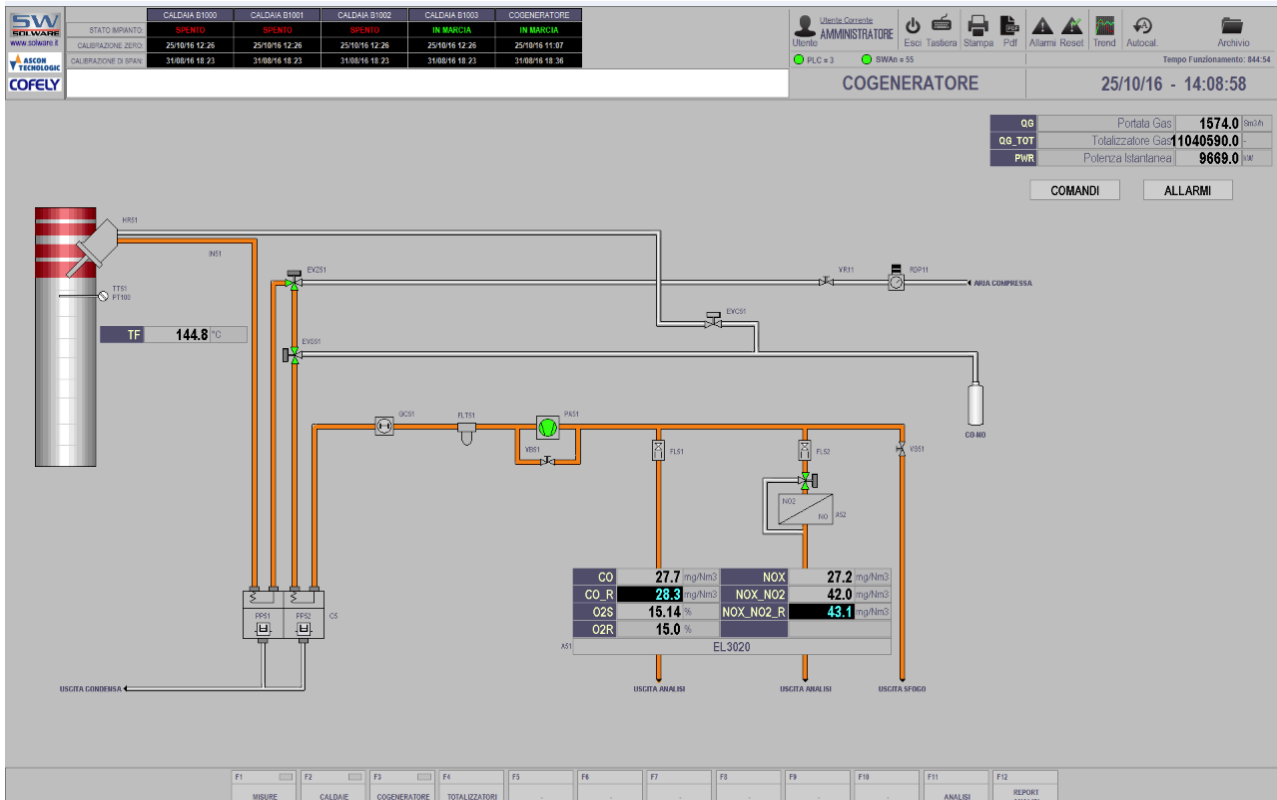 SW
SOLWARE
www.solware.it
ASCON
TECNOLOGIC
COFELY
CALDAIA B1000 CALDAIA B1001 CALDAIA B1002 CALDAIA B1003 COGENERATORE
STATO IMPIANTO: SPENTO SPENTO SPENTO IN MARCIA IN MARCIA
CALIBRAZIONE ZERO: 25/10/16 12:26 25/10/16 12:26 25/10/16 12:26 25/10/16 12:26 25/10/16 11:07
CALIBRAZIONE DI SPAN: 31/08/16 18:23 31/08/16 18:23 31/08/16 18:23 31/08/16 18:23 31/08/16 18:36
Utente Corrente
AMMINISTRATORE
Utente Esci Tastiera Stampa Pdf Allarmi Reset Trend Autocal. Archivio
PLC = 3 SWAn = 55 Tempo Funzionamento: 844:54
COGENERATORE 25/10/16 - 14:08:58
QG Portata Gas 1574.0 Sm3/h
QG_TOT Totalizzatore Gas 11040590.0 -
PWR Potenza Istantanea 9669.0 kW
COMANDI ALLARMI
HRS1
INS1
TTS1
PT100
TF 144.8 °C
EVZS1
VR11 RDP11
ARIA COMPRESSA
EVCS1
EVSS1
CO-NO
GCS1 FLTS1 PAS1
VBS1
FLS1 FLS2 VSS1
NO2
NO AS2
CO 27.7 mg/Nm3 NOX 27.2 mg/Nm3
CO_R 28.3 mg/Nm3 NOX_NO2 42.0 mg/Nm3
O2S 15.14 % NOX_NO2_R 43.1 mg/Nm3
O2R 15.0 %
AS1 EL3020
PPS1 PPS2 CS
USCITA CONDENSA USCITA ANALISI USCITA ANALISI USCITA SFOGO
F1 F2 F3 F4 F5 F6 F7 F8 F9 F10 F11 F12
MISURE CALDAIE COGENERATORE TOTALIZZATORI - - - - - - ANALISI REPORT